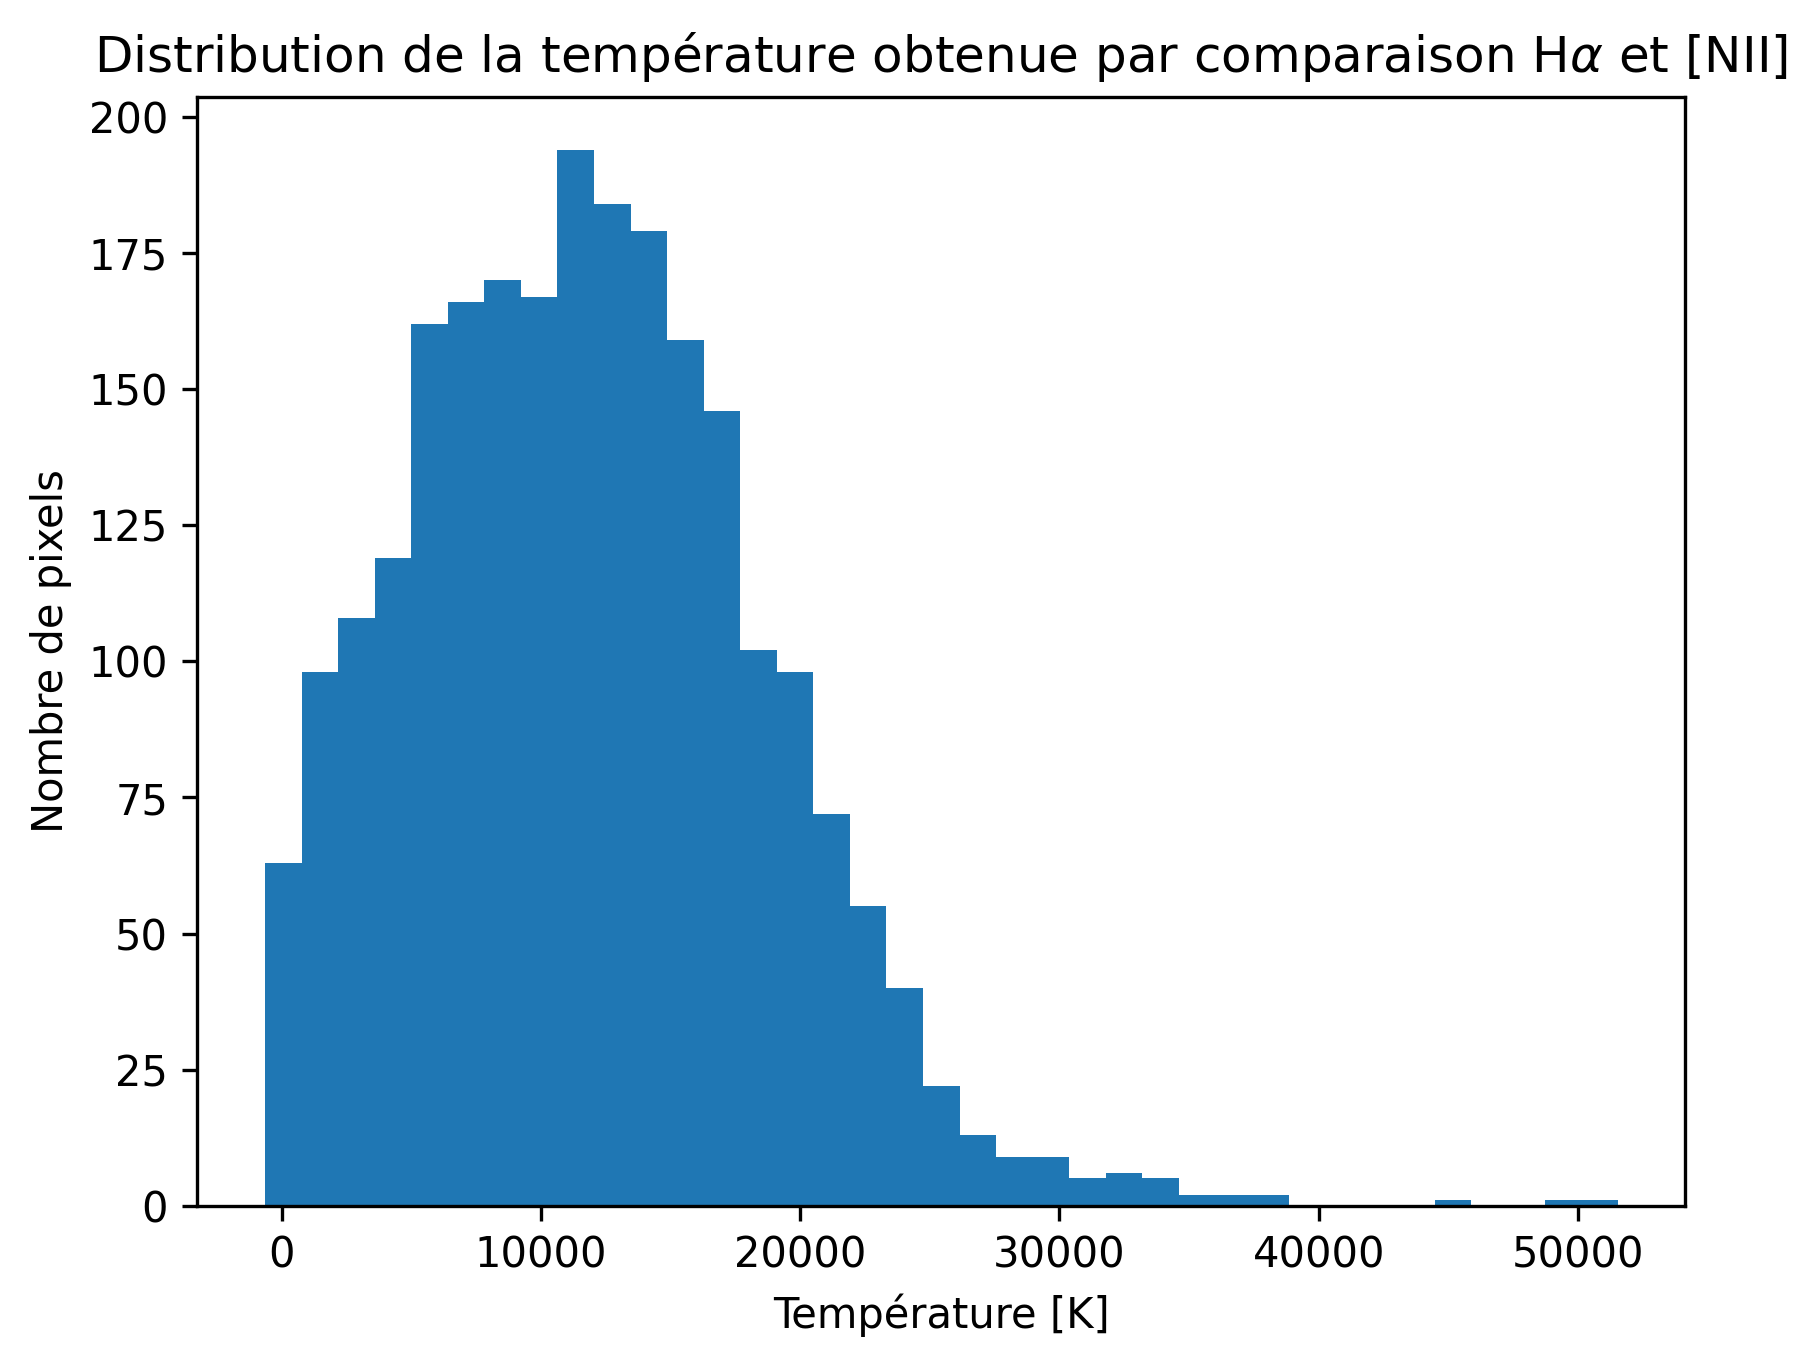 Distribution de la température obtenue par comparaison Hα et [NII]
200
175
150
125
100
75
50
25
0
Nombre de pixels
0 10000 20000 30000 40000 50000
Température [K]